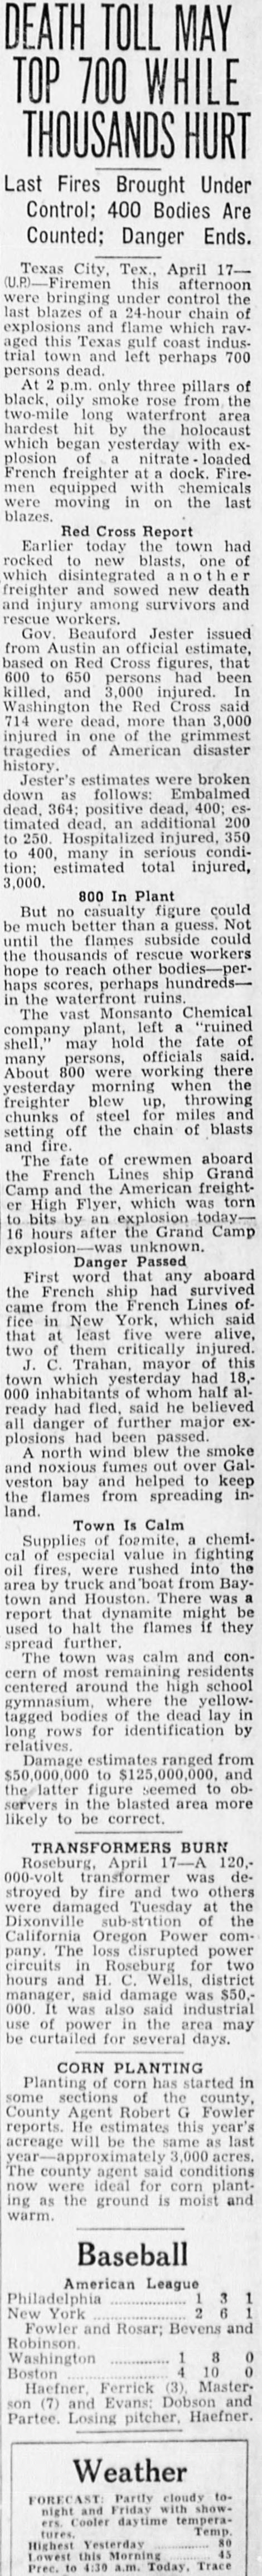 DEATH TOLL MAY
TOP 700 WHILE
THOUSANDS HURT
Last Fires Brought Under
Control; 400 Bodies Are
Counted; Danger Ends.
Texas City, Tex., April 17—
(U.P.)—Firemen this afternoon
were bringing under control the
last blazes of a 24-hour chain of
explosions and flame which rav-
aged this Texas gulf coast indus-
trial town and left perhaps 700
persons dead.
At 2 p.m. only three pillars of
black, oily smoke rose from the
two-mile long waterfront area
hardest hit by the holocaust
which began yesterday with ex-
plosion of a nitrate-loaded
French freighter at a dock. Fire-
men equipped with chemicals
were moving in on the last
blazes.
Red Cross Report
Earlier today the town had
rocked to new blasts, one of
which disintegrated another
freighter and sowed new death
and injury among survivors and
rescue workers.
Gov. Beauford Jester issued
from Austin an official estimate,
based on Red Cross figures, that
600 to 650 persons had been
killed, and 3,000 injured. In
Washington the Red Cross said
714 were dead, more than 3,000
injured in one of the grimmest
tragedies of American disaster
history.
Jester's estimates were broken
down as follows: Embalmed
dead, 364; positive dead, 400; es-
timated dead, an additional 200
to 250. Hospitalized injured, 350
to 400, many in serious condi-
tion; estimated total injured,
3,000.
800 In Plant
But no casualty figure could
be much better than a guess. Not
until the flames subside could
the thousands of rescue workers
hope to reach other bodies—per-
haps scores, perhaps hundreds—
in the waterfront ruins.
The vast Monsanto Chemical
company plant, left a "ruined
shell," may hold the fate of
many persons, officials said.
About 800 were working there
yesterday morning when the
freighter blew up, throwing
chunks of steel for miles and
setting off the chain of blasts
and fire.
The fate of crewmen aboard
the French Lines ship Grand
Camp and the American freight-
er High Flyer, which was torn
to bits by an explosion today—
16 hours after the Grand Camp
explosion—was unknown.
Danger Passed
First word that any aboard
the French ship had survived
came from the French Lines of-
fice in New York, which said
that at least five were alive,
two of them critically injured.
J. C. Trahan, mayor of this
town which yesterday had 18,-
000 inhabitants of whom half al-
ready had fled, said he believed
all danger of further major ex-
plosions had been passed.
A north wind blew the smoke
and noxious fumes out over Gal-
veston bay and helped to keep
the flames from spreading in-
land.
Town Is Calm
Supplies of foamite, a chemi-
cal of especial value in fighting
oil fires, were rushed into the
area by truck and boat from Bay-
town and Houston. There was a
report that dynamite might be
used to halt the flames if they
spread further.
The town was calm and con-
cern of most remaining residents
centered around the high school
gymnasium, where the yellow-
tagged bodies of the dead lay in
long rows for identification by
relatives.
Damage estimates ranged from
$50,000,000 to $125,000,000, and
the latter figure seemed to ob-
servers in the blasted area more
likely to be correct.
TRANSFORMERS BURN
Roseburg, April 17—A 120,-
000-volt transformer was de-
stroyed by fire and two others
were damaged Tuesday at the
Dixonville sub-station of the
California Oregon Power com-
pany. The loss disrupted power
circuits in Roseburg for two
hours and H. C. Wells, district
manager, said damage was $50,-
000. It was also said industrial
use of power in the area may
be curtailed for several days.
CORN PLANTING
Planting of corn has started in
some sections of the county,
County Agent Robert G Fowler
reports. He estimates this year's
acreage will be the same as last
year—approximately 3,000 acres.
The county agent said conditions
now were ideal for corn plant-
ing as the ground is moist and
warm.
Baseball
American League
Philadelphia ............... 1 3 1
New York ................... 2 6 1
Fowler and Rosar; Bevens and
Robinson.
Washington ............... 1 8 0
Boston ....................... 4 10 0
Haefner, Ferrick (3), Master-
son (7) and Evans; Dobson and
Partee. Losing pitcher, Haefner.
Weather
FORECAST: Partly cloudy to-
night and Friday with show-
ers. Cooler daytime tempera-
tures. Temp.
Highest Yesterday ............... 80
Lowest this Morning ............ 45
Prec. to 4:30 a.m. Today, Trace